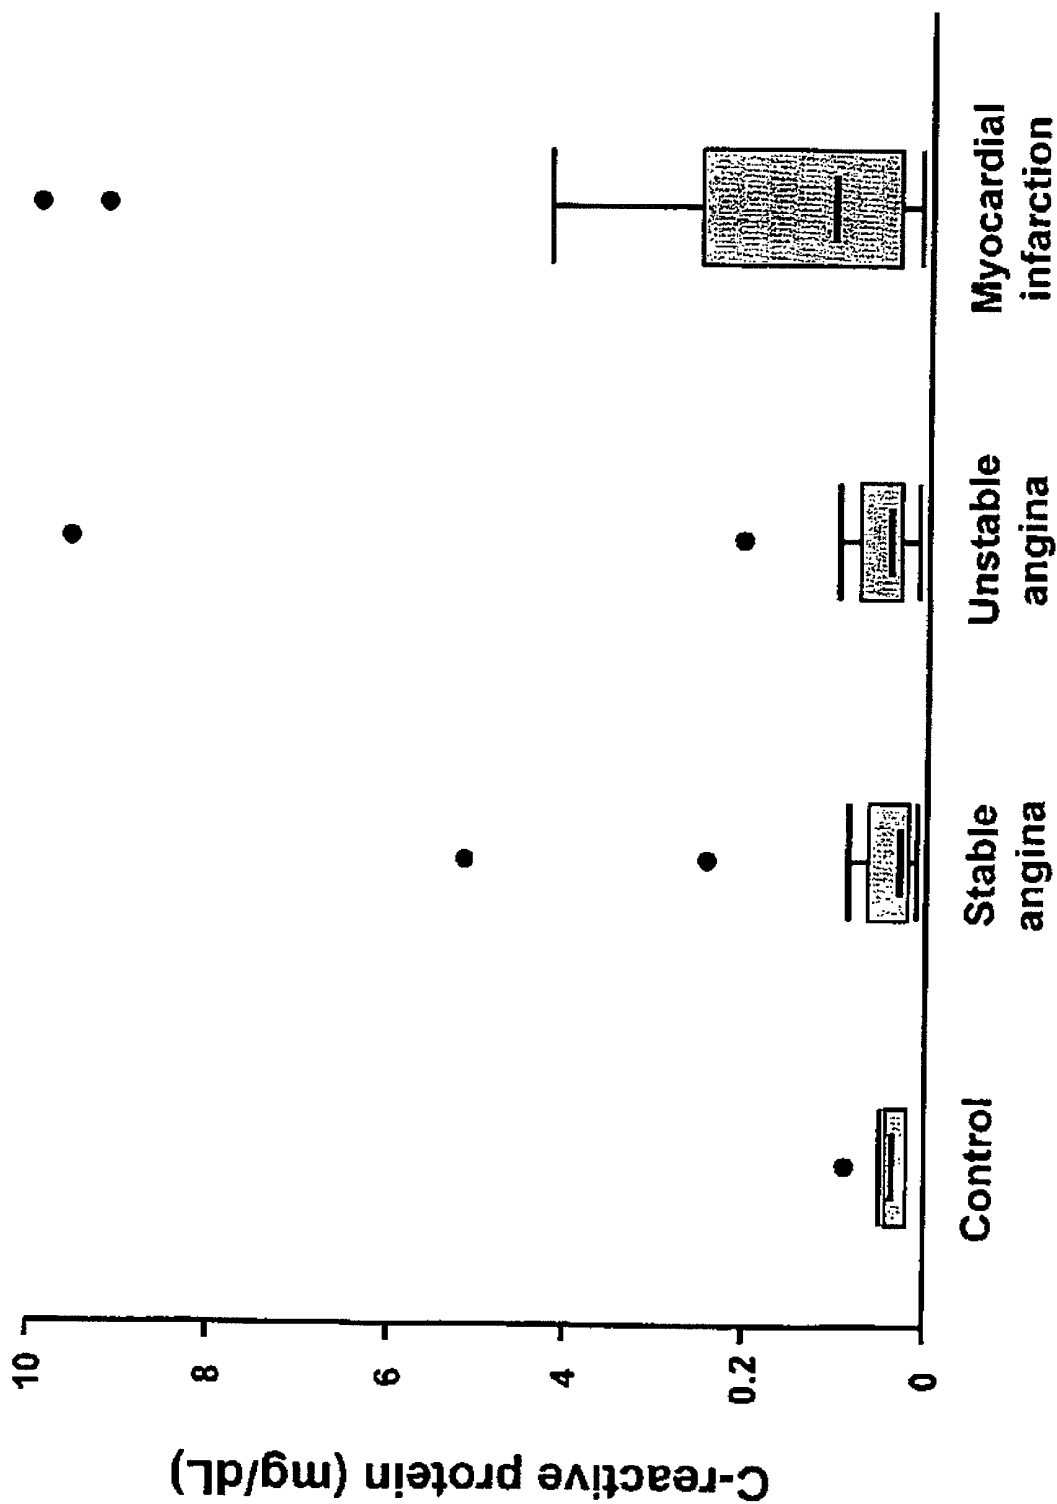 C-reactive protein (mg/dL)
10
8
6
4
0.2
0
Control
Stable
angina
Unstable
angina
Myocardial
infarction